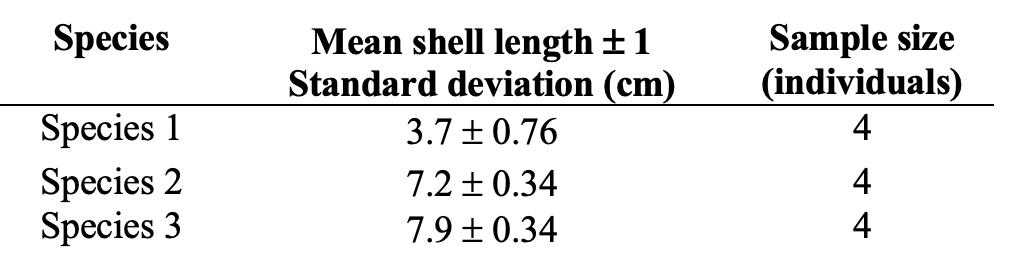 Species Mean shell length ± 1 Sample size
Standard deviation (cm) (individuals)
Species 1 3.7 ± 0.76 4
Species 2 7.2 ± 0.34 4
Species 3 7.9 ± 0.34 4